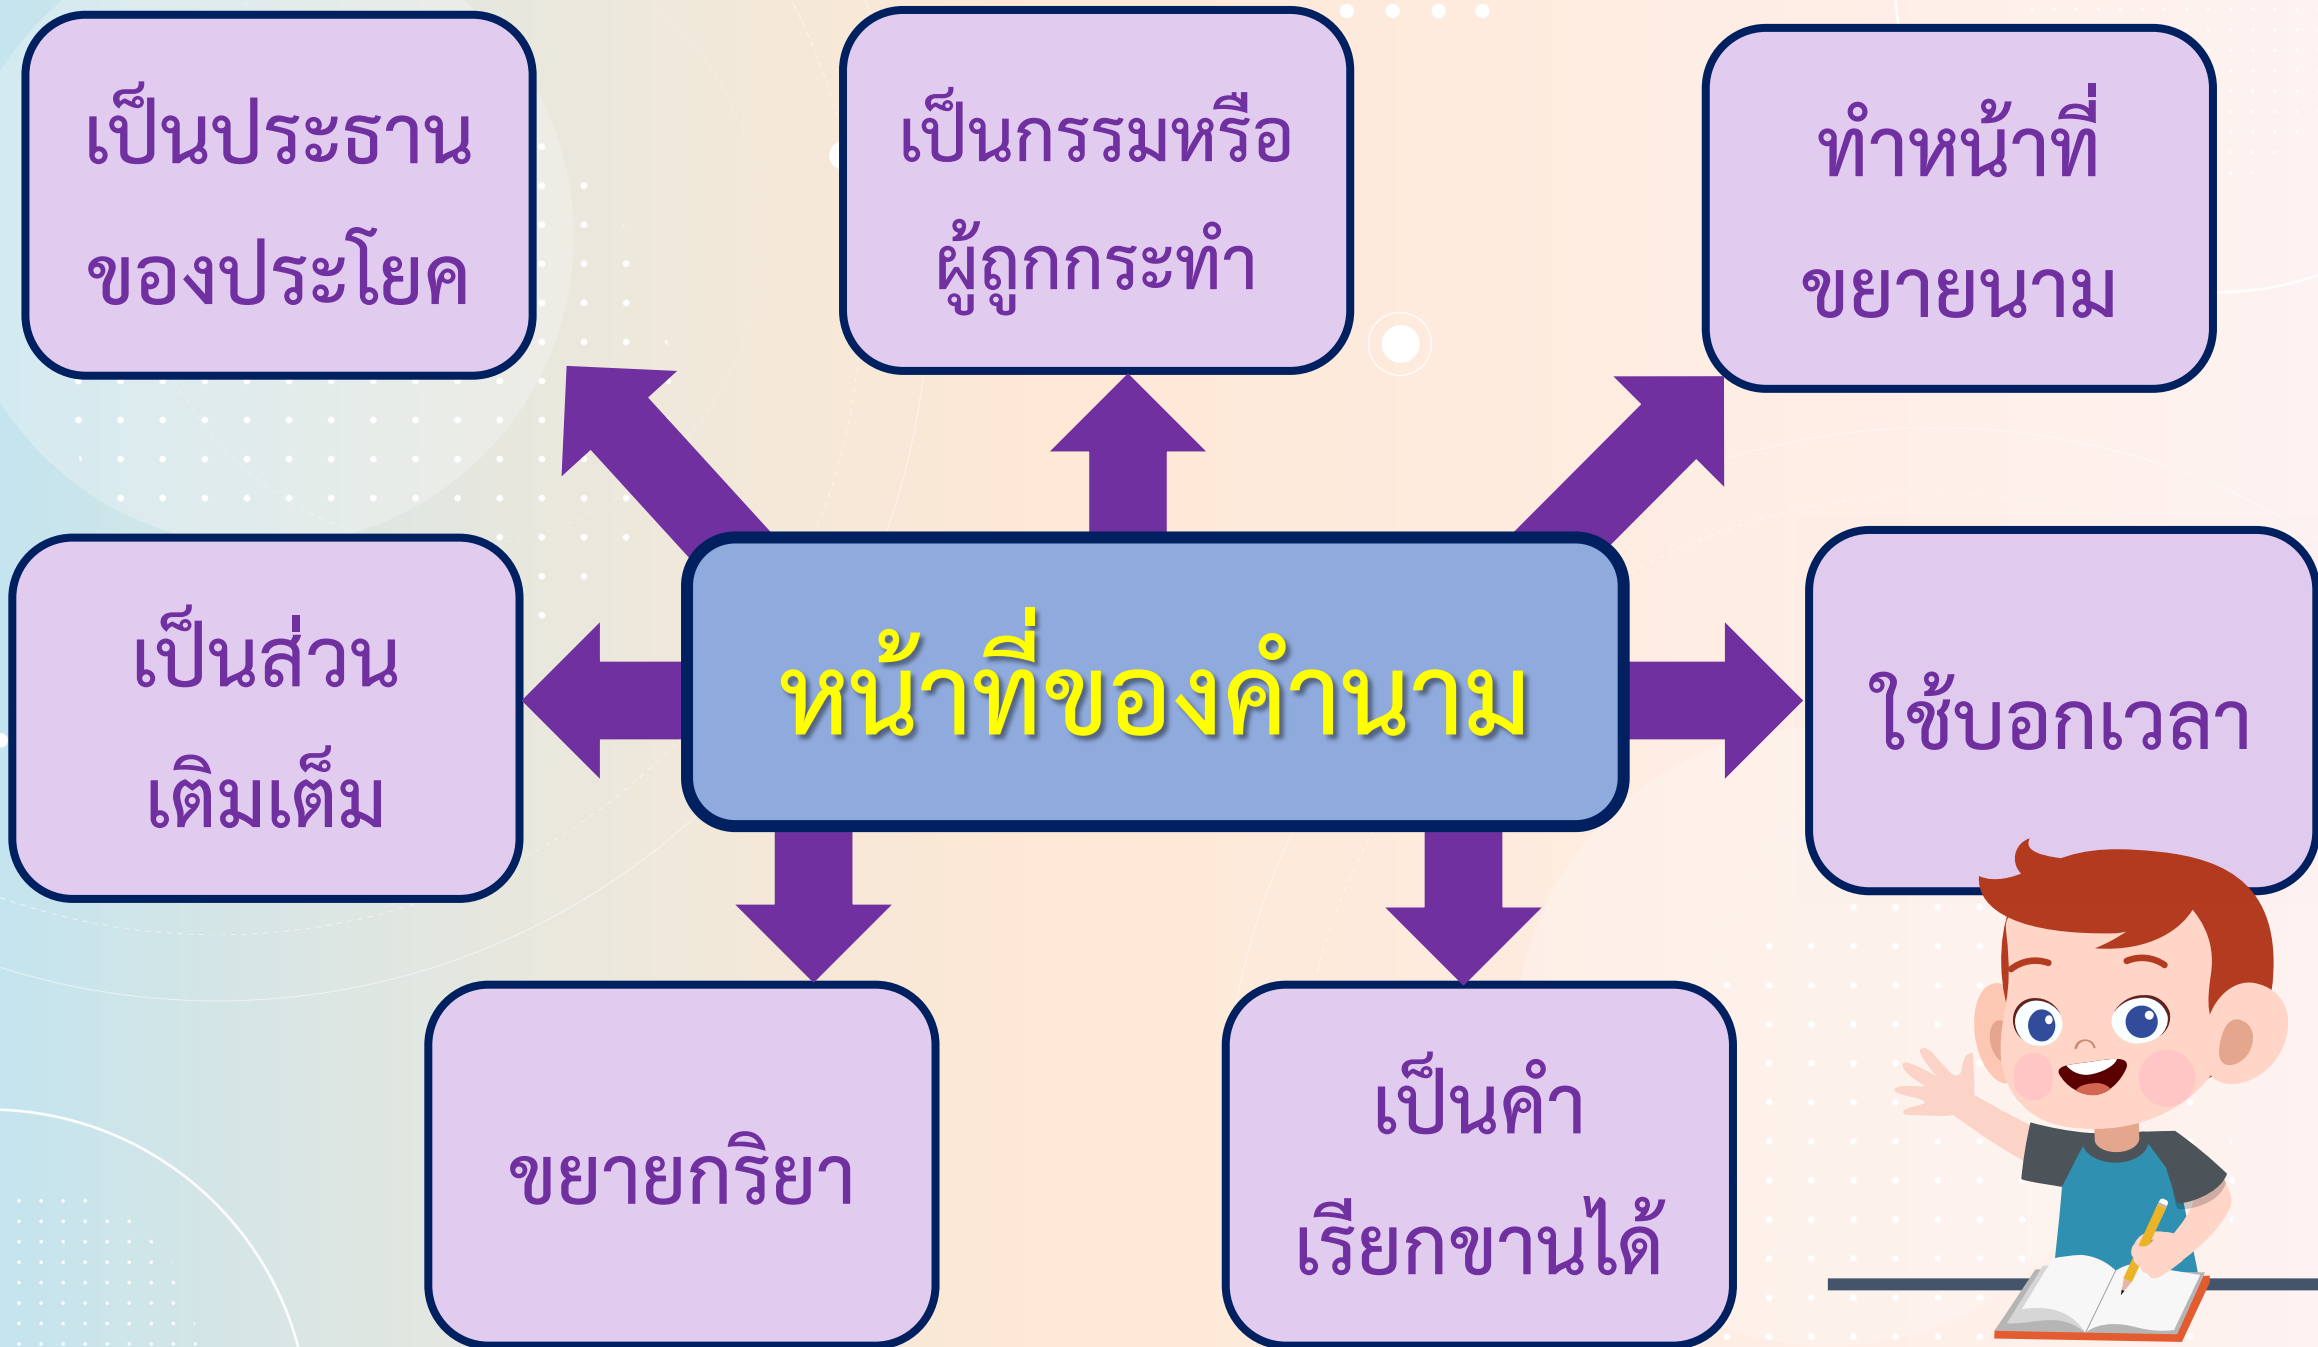 เป็นประธาน
ของประโยค
เป็นกรรมหรือ
ผู้ถูกกระทำ
ทำหน้าที่
ขยายนาม
เป็นส่วน
เติมเต็ม
หน้าที่ของคำนาม
ใช้บอกเวลา
ขยายกริยา
เป็นคำ
เรียกขานได้